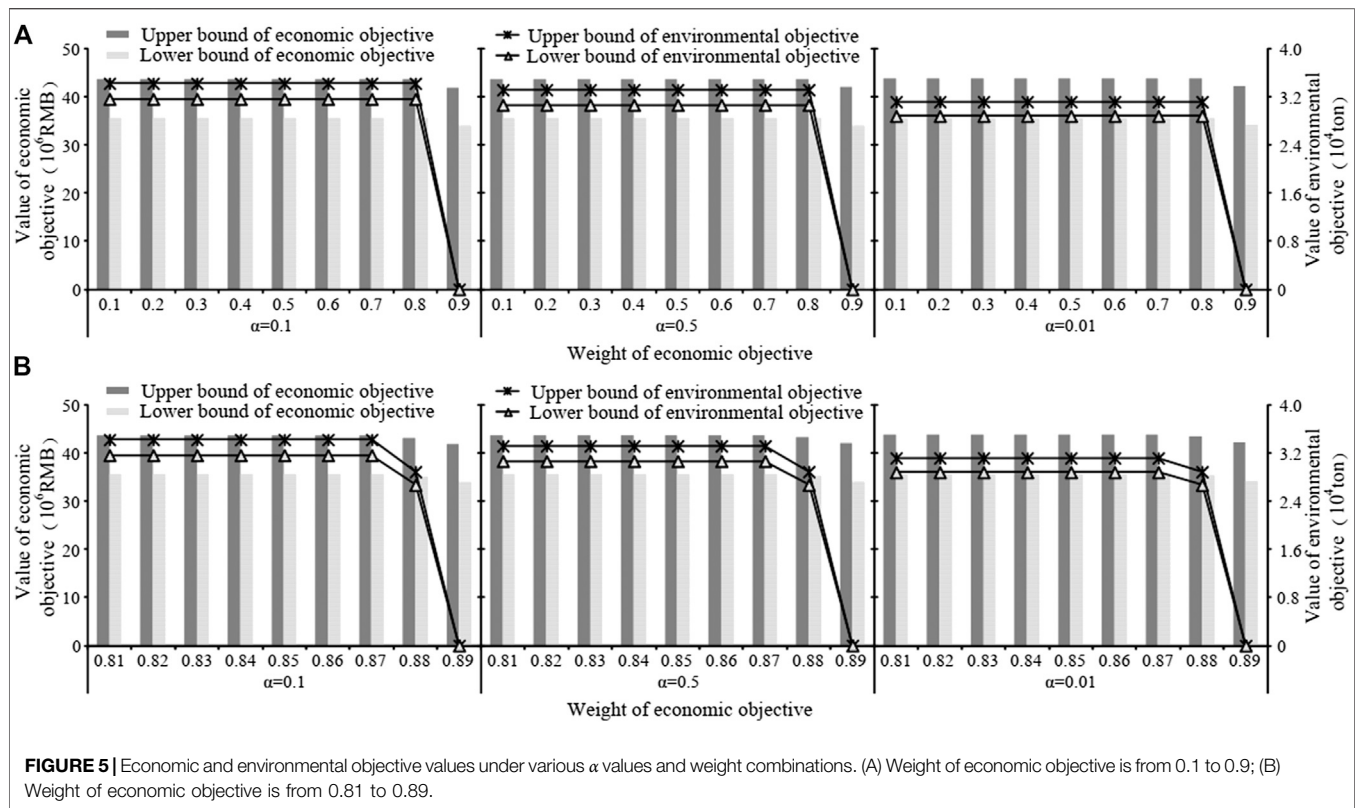 A
Upper bound of economic objective
Lower bound of economic objective
Upper bound of environmental objective
Lower bound of environmental objective
Value of economic
objective (10⁶RMB)
50
40
30
20
10
0
4.0
3.2
2.4
1.6
0.8
0
Value of environmental
objective (10⁴ton)
0.1 0.2 0.3 0.4 0.5 0.6 0.7 0.8 0.9
0.1 0.2 0.3 0.4 0.5 0.6 0.7 0.8 0.9
0.1 0.2 0.3 0.4 0.5 0.6 0.7 0.8 0.9
α=0.1
α=0.5
α=0.01
Weight of economic objective
B
Upper bound of economic objective
Lower bound of economic objective
Upper bound of environmental objective
Lower bound of environmental objective
Value of economic
objective (10⁶RMB)
50
40
30
20
10
0
4.0
3.2
2.4
1.6
0.8
0
Value of environmental
objective (10⁴ton)
0.81 0.82 0.83 0.84 0.85 0.86 0.87 0.88 0.89
0.81 0.82 0.83 0.84 0.85 0.86 0.87 0.88 0.89
0.81 0.82 0.83 0.84 0.85 0.86 0.87 0.88 0.89
α=0.1
α=0.5
α=0.01
Weight of economic objective
FIGURE 5 | Economic and environmental objective values under various α values and weight combinations. (A) Weight of economic objective is from 0.1 to 0.9; (B)
Weight of economic objective is from 0.81 to 0.89.